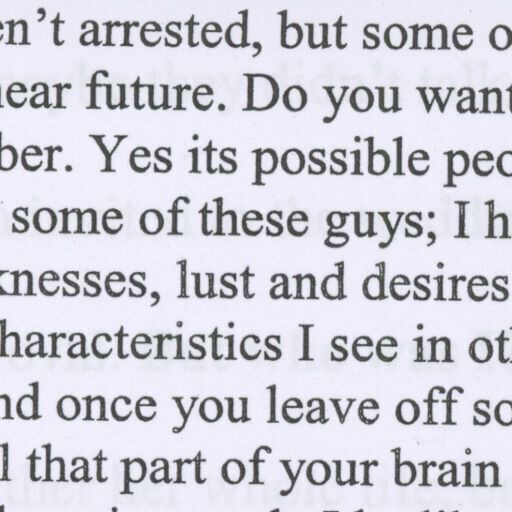 en't arrested, but some o
near future. Do you want
ber. Yes its possible peo
some of these guys; I h
knesses, lust and desires
haracteristics I see in ot
nd once you leave off so
l that part of your brain